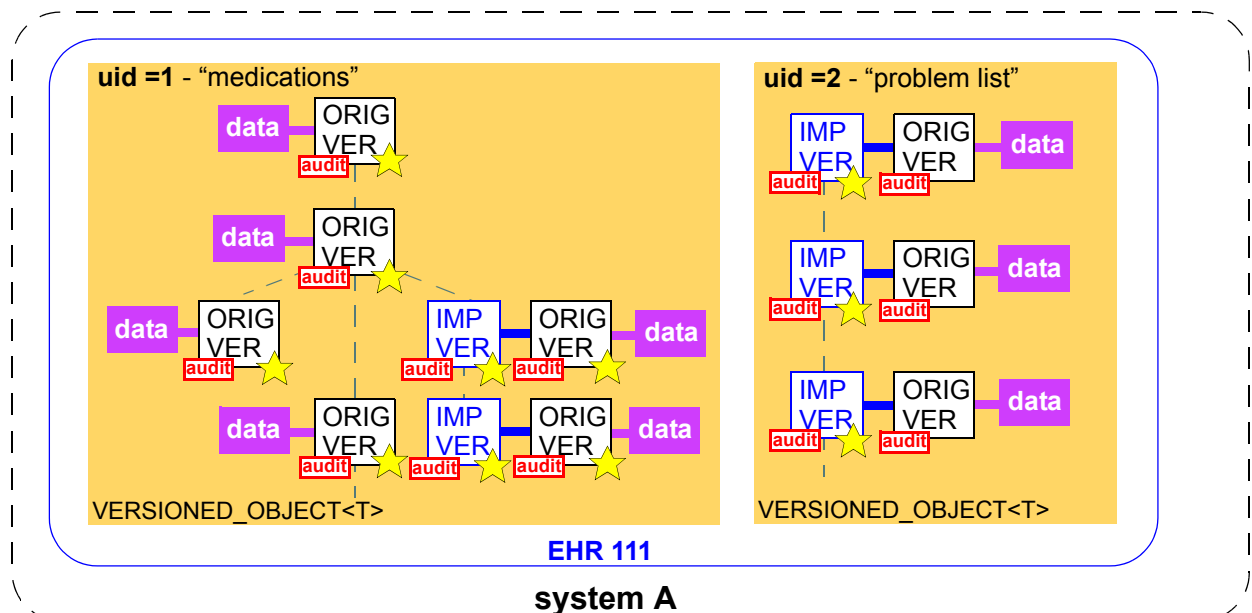 uid =1 - “medications”
data
ORIG
VER
audit
data
ORIG
VER
audit
data
ORIG
VER
audit
IMP
VER
audit
ORIG
VER
audit
data
data
ORIG
VER
audit
IMP
VER
audit
ORIG
VER
audit
data
VERSIONED_OBJECT<T>
uid =2 - “problem list”
IMP
VER
audit
ORIG
VER
audit
data
IMP
VER
audit
ORIG
VER
audit
data
IMP
VER
audit
ORIG
VER
audit
data
VERSIONED_OBJECT<T>
EHR 111
system A